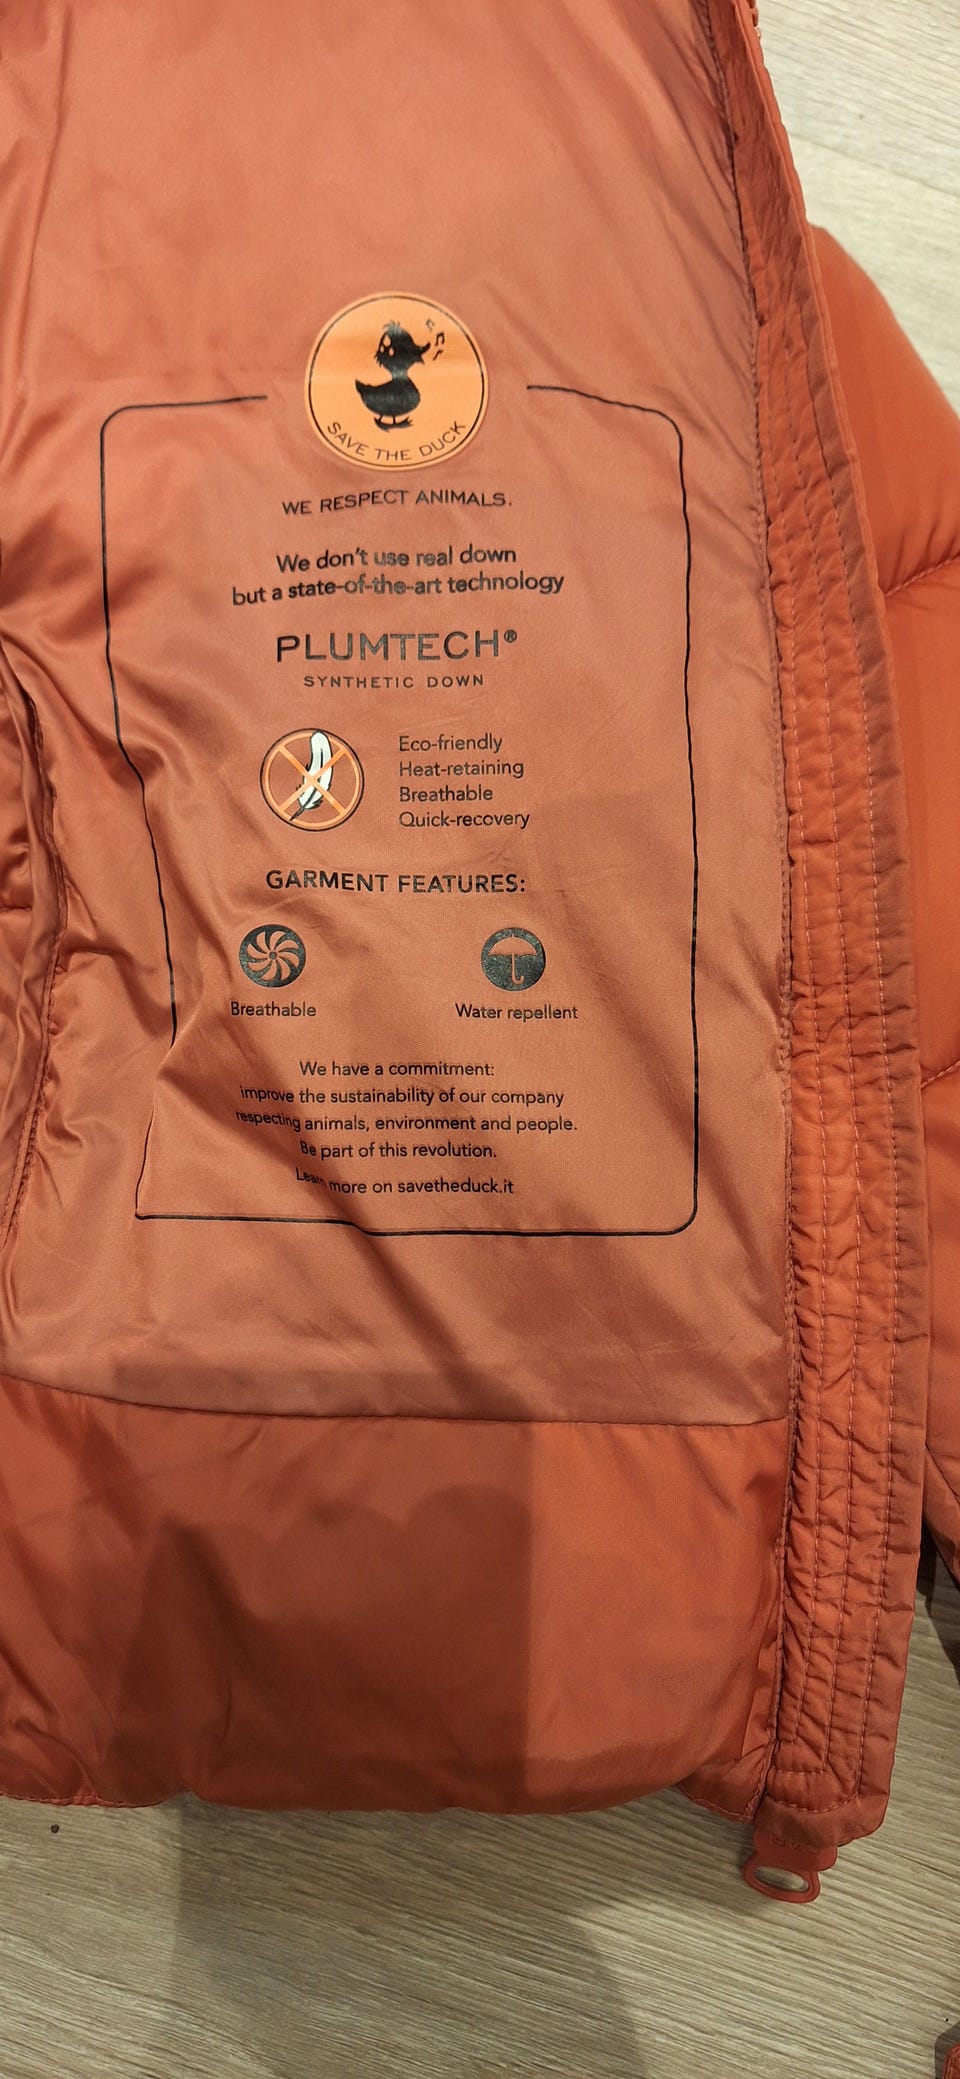 SAVE THE DUCK
WE RESPECT ANIMALS.
We don't use real down
but a state-of-the-art technology
PLUMTECH®
SYNTHETIC DOWN
Eco-friendly
Heat-retaining
Breathable
Quick-recovery
GARMENT FEATURES:
Breathable
Water repellent
We have a commitment:
improve the sustainability of our company
respecting animals, environment and people.
Be part of this revolution.
Learn more on savetheduck.it